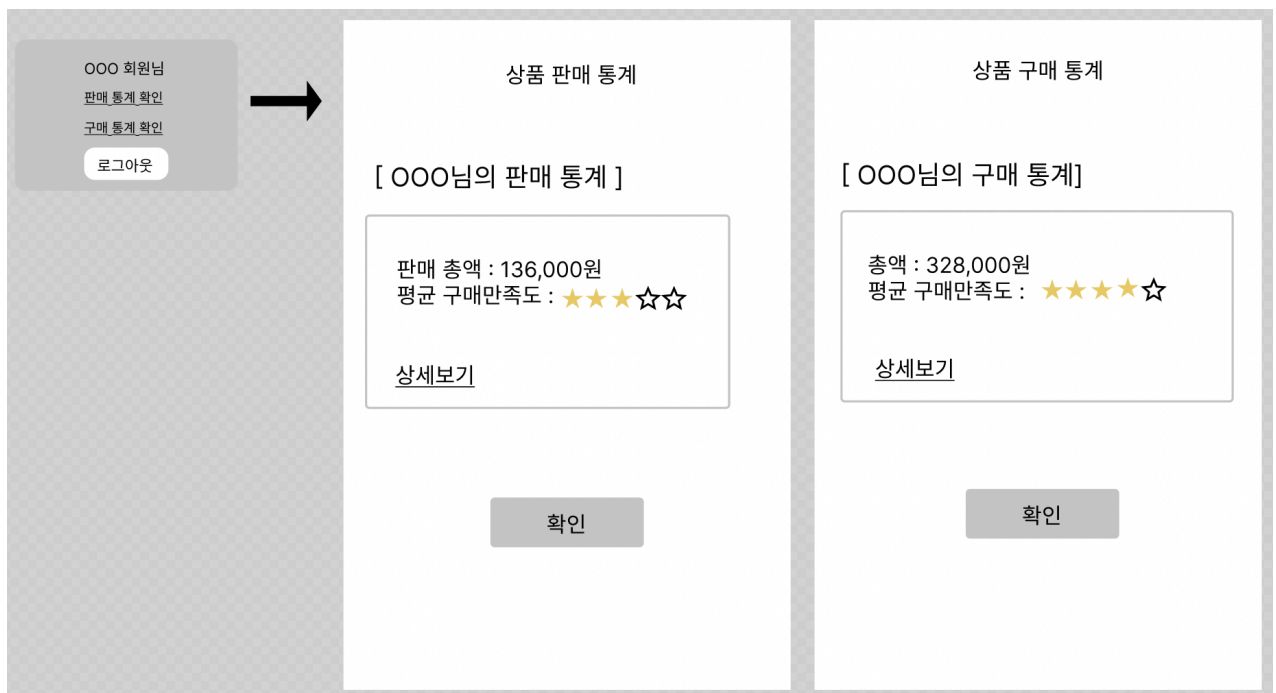 OOO 회원님
판매 통계 확인
구매 통계 확인
로그아웃
상품 판매 통계
[ OOO님의 판매 통계 ]
판매 총액 : 136,000원
평균 구매만족도 : ★★★☆☆
상세보기
확인
상품 구매 통계
[ OOO님의 구매 통계]
총액 : 328,000원
평균 구매만족도 : ★★★★☆
상세보기
확인